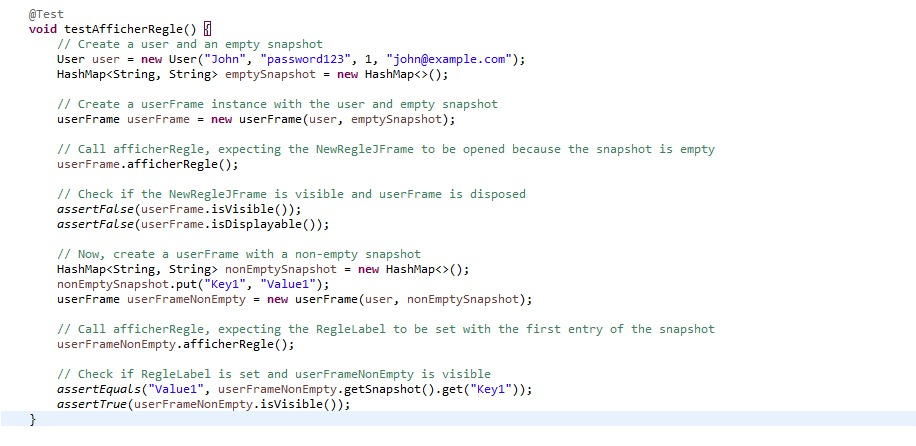 @Test
void testAfficherRegle() {
// Create a user and an empty snapshot
User user = new User("John", "password123", 1, "john@example.com");
HashMap<String, String> emptySnapshot = new HashMap<>();
// Create a userFrame instance with the user and empty snapshot
userFrame userFrame = new userFrame(user, emptySnapshot);
// Call afficherRegle, expecting the NewRegleJFrame to be opened because the snapshot is empty
userFrame.afficherRegle();
// Check if the NewRegleJFrame is visible and userFrame is disposed
assertFalse(userFrame.isVisible());
assertFalse(userFrame.isDisplayable());
// Now, create a userFrame with a non-empty snapshot
HashMap<String, String> nonEmptySnapshot = new HashMap<>();
nonEmptySnapshot.put("Key1", "Value1");
userFrame userFrameNonEmpty = new userFrame(user, nonEmptySnapshot);
// Call afficherRegle, expecting the RegleLabel to be set with the first entry of the snapshot
userFrameNonEmpty.afficherRegle();
// Check if RegleLabel is set and userFrameNonEmpty is visible
assertEquals("Value1", userFrameNonEmpty.getSnapshot().get("Key1"));
assertTrue(userFrameNonEmpty.isVisible());
}